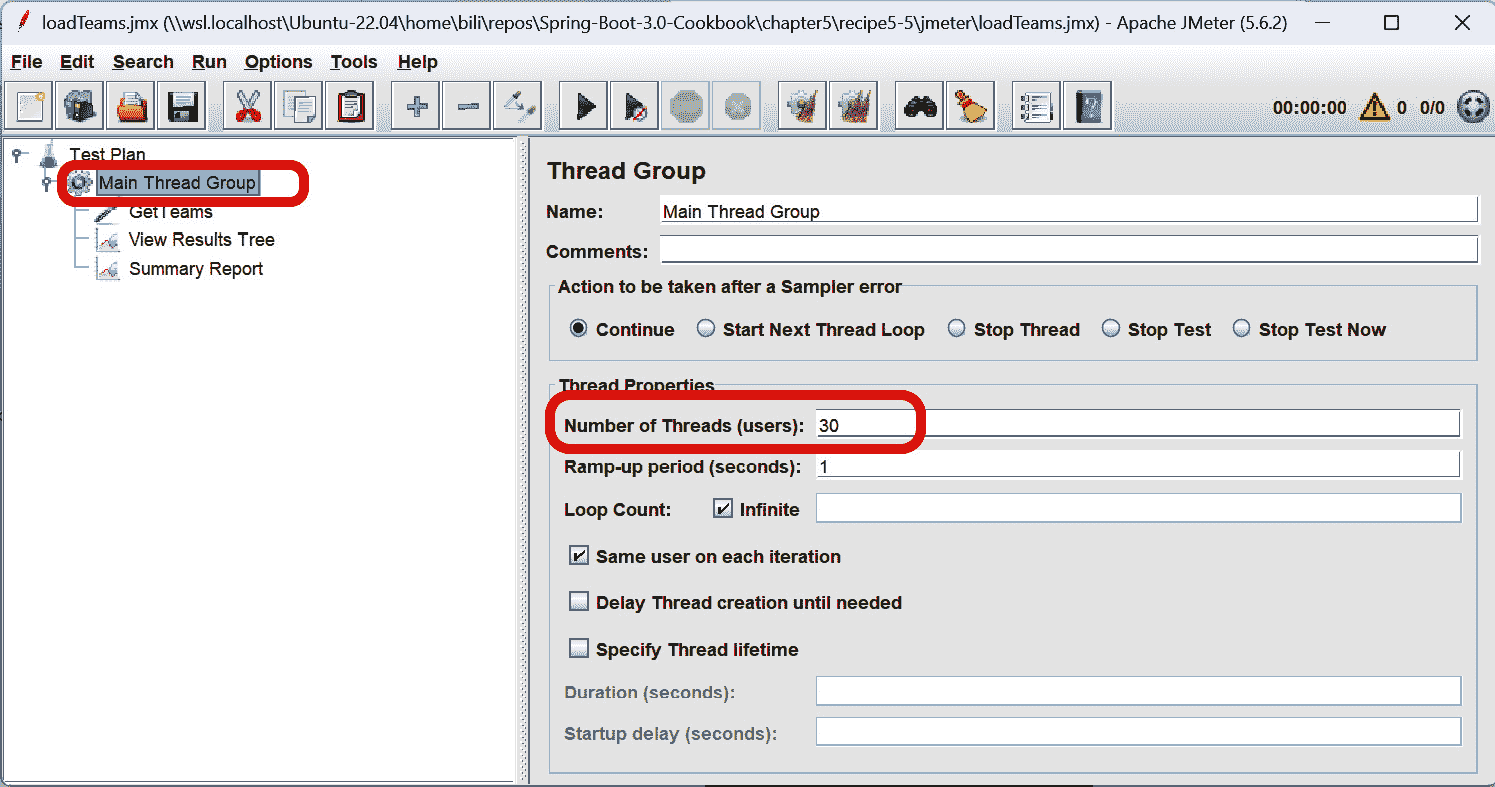 loadTeams.jmx (\\wsl.localhost\Ubuntu-22.04\home\bili\repos\Spring-Boot-3.0-Cookbook\chapter5\recipe5-5\jmeter\loadTeams.jmx) - Apache JMeter (5.6.2)
File Edit Search Run Options Tools Help
00:00:00 0 0/0
Test Plan
Main Thread Group
GetTeams
View Results Tree
Summary Report
Thread Group
Name: Main Thread Group
Comments:
Action to be taken after a Sampler error
Continue Start Next Thread Loop Stop Thread Stop Test Stop Test Now
Thread Properties
Number of Threads (users): 30
Ramp-up period (seconds): 1
Loop Count: Infinite
Same user on each iteration
Delay Thread creation until needed
Specify Thread lifetime
Duration (seconds):
Startup delay (seconds):